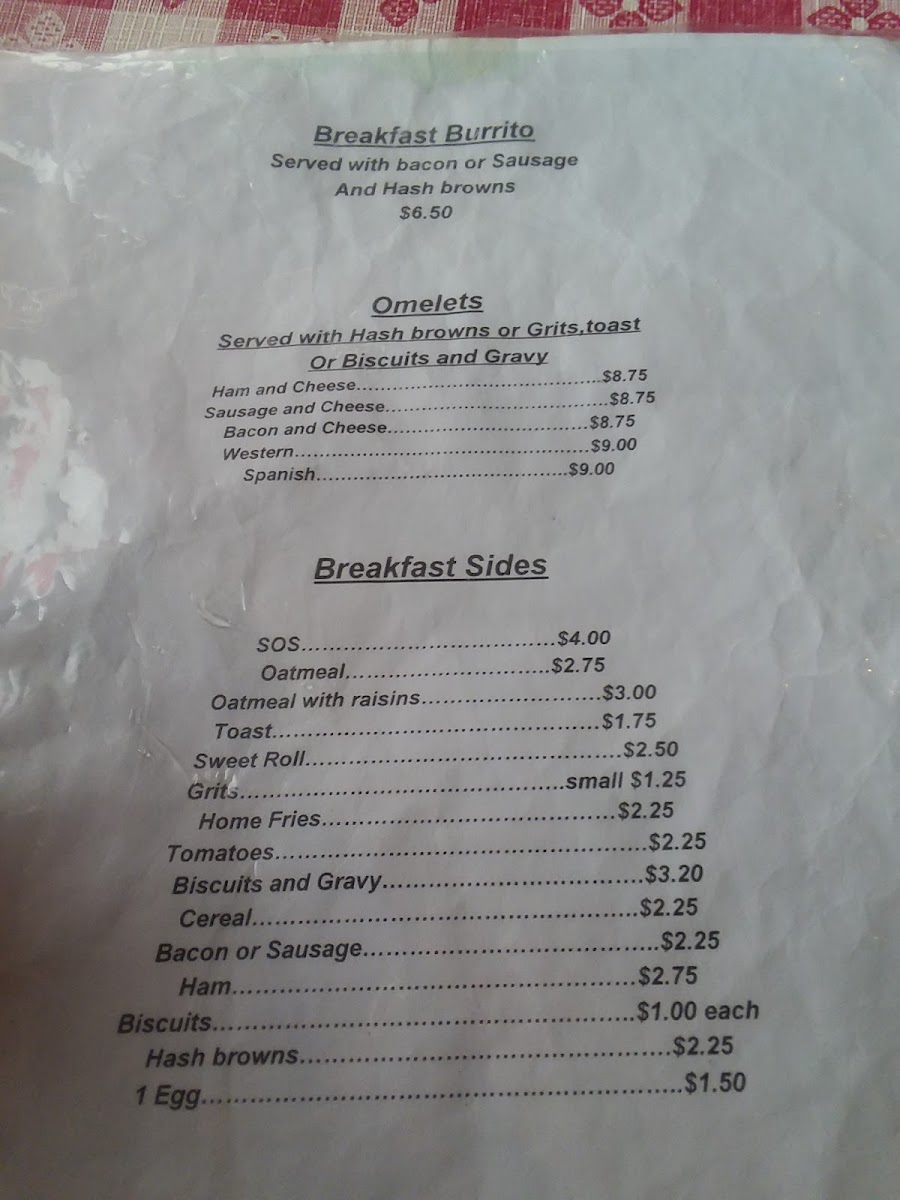 Breakfast Burrito
Served with bacon or Sausage
And Hash browns
$6.50
Omelets
Served with Hash browns or Grits,toast
Or Biscuits and Gravy
Ham and Cheese....................................................$8.75
Sausage and Cheese...............................................$8.75
Bacon and Cheese..........................................$8.75
Western..............................................................$9.00
Spanish.....................................................$9.00
Breakfast Sides
SOS..............................................$4.00
Oatmeal.....................................$2.75
Oatmeal with raisins.................................$3.00
Toast..........................................................$1.75
Sweet Roll........................................................$2.50
Grits.........................................................small $1.25
Home Fries....................................................$2.25
Tomatoes.................................................................$2.25
Biscuits and Gravy.............................................$3.20
Cereal..................................................................$2.25
Bacon or Sausage...................................................$2.25
Ham......................................................................$2.75
Biscuits.........................................................................$1.00 each
Hash browns................................................................$2.25
1 Egg..................................................................................$1.50